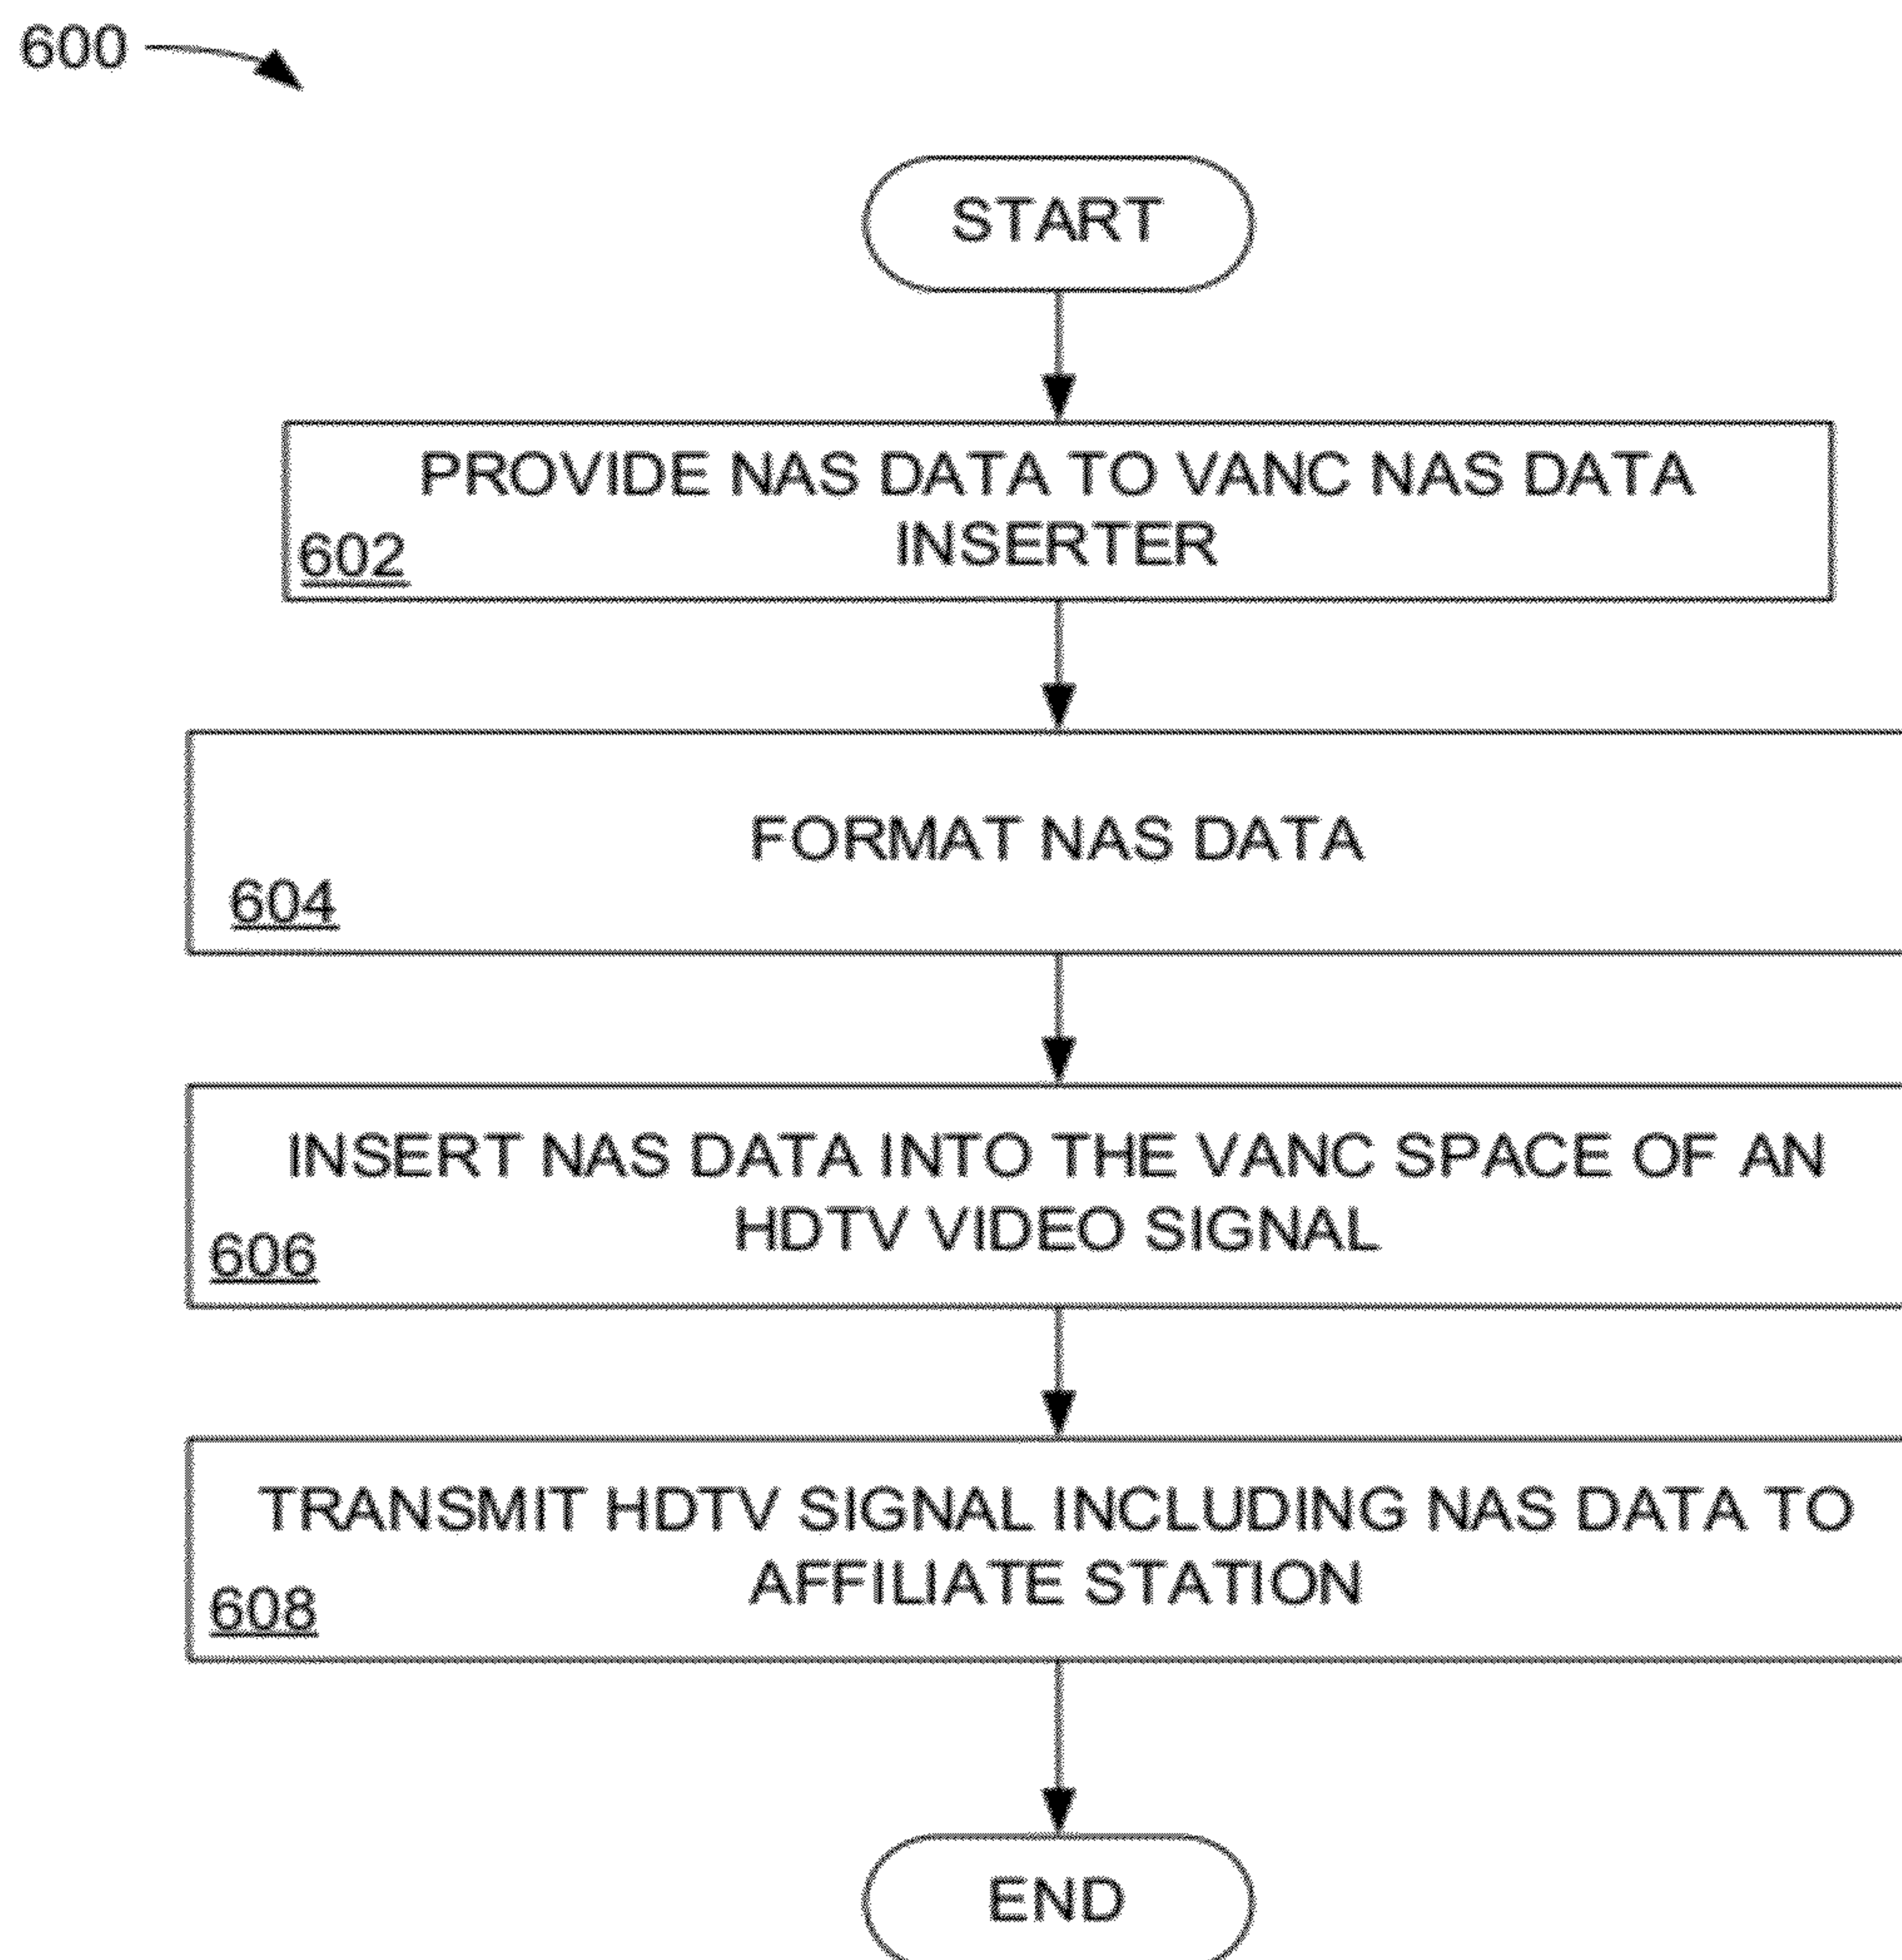 600
START
PROVIDE NAS DATA TO VANC NAS DATA
INSERTER
602
FORMAT NAS DATA
604
INSERT NAS DATA INTO THE VANC SPACE OF AN
HDTV VIDEO SIGNAL
606
TRANSMIT HDTV SIGNAL INCLUDING NAS DATA TO
AFFILIATE STATION
608
END